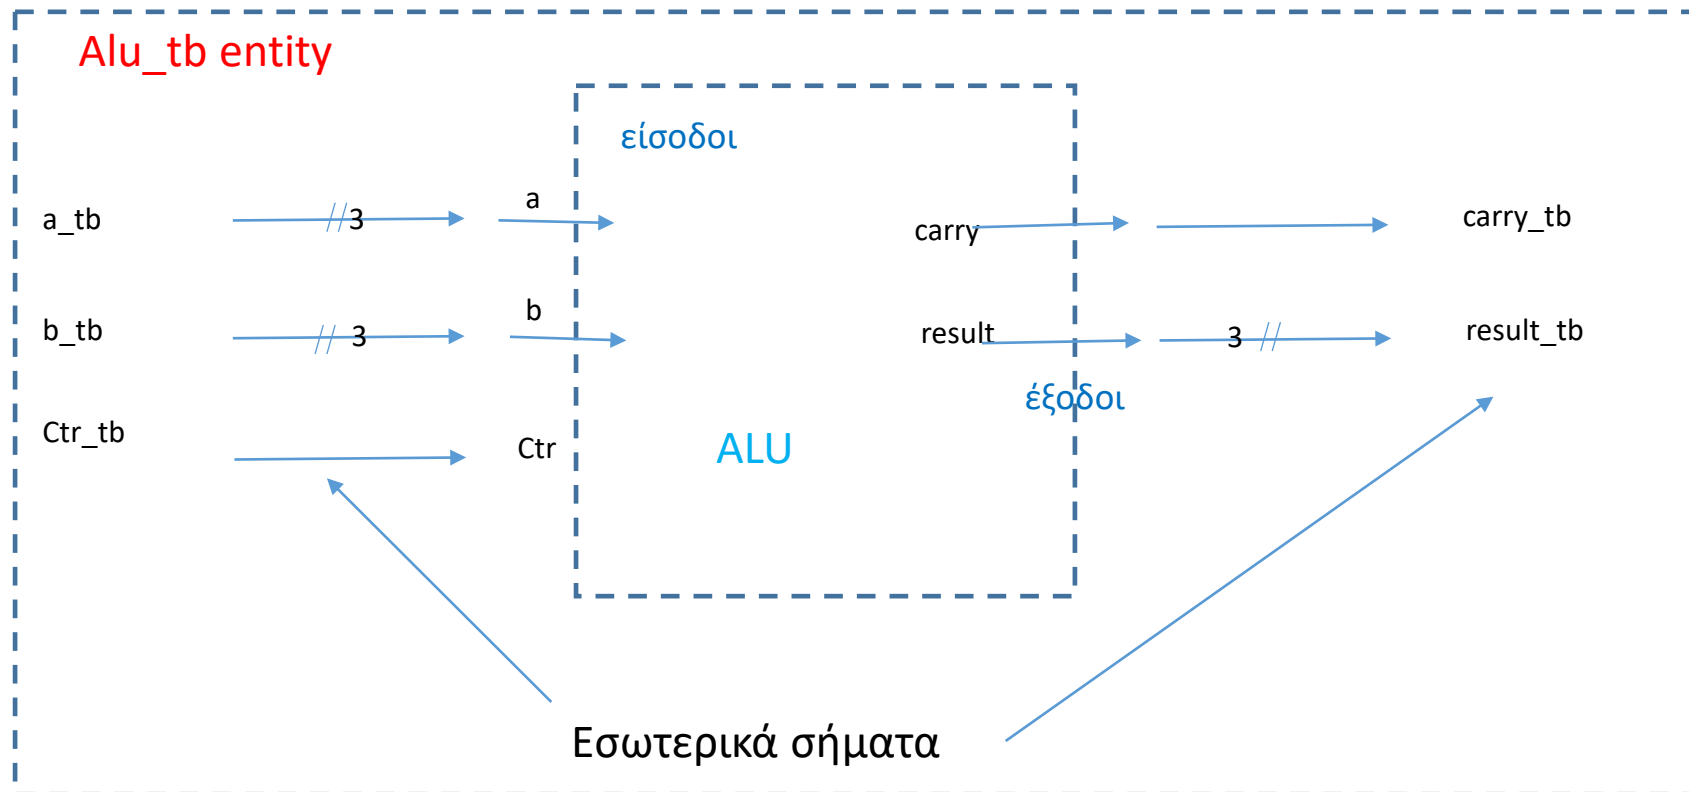 Alu_tb entity
είσοδοι
a_tb
3
a
carry
carry_tb
b_tb
3
b
result
3
result_tb
έξοδοι
Ctr_tb
Ctr
ALU
Εσωτερικά σήματα